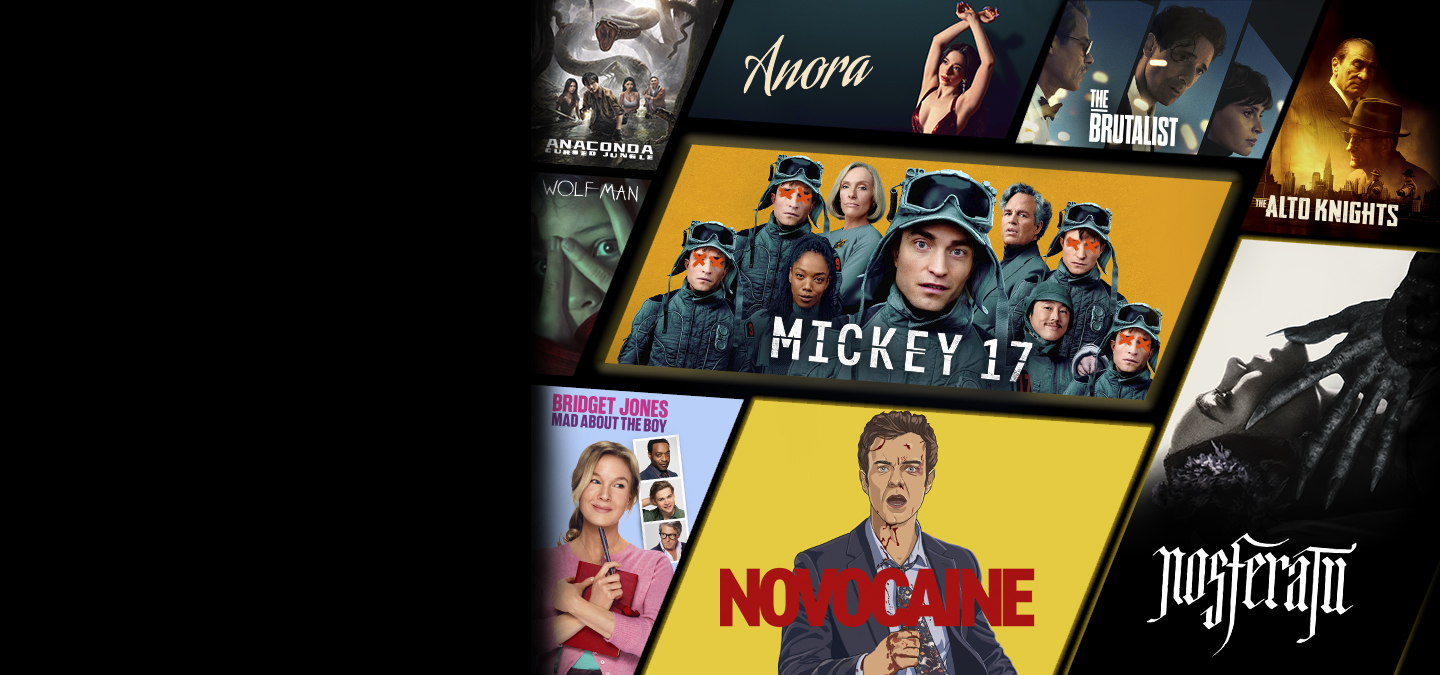 ANACONDA
CURSED JUNGLE
Anora
THE
BRUTALIST
THE ALTO KNIGHTS
WOLF MAN
MICKEY 17
BRIDGET JONES
MAD ABOUT THE BOY
NOVOCAINE
nosferatu